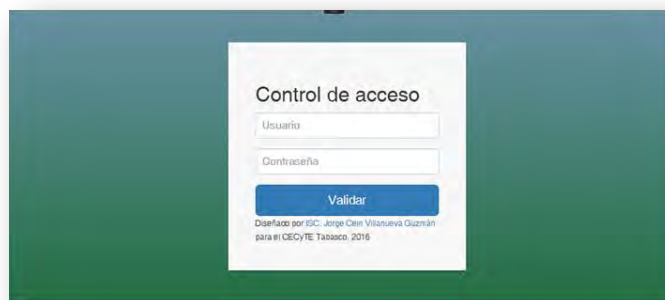 Control de acceso
Usuario
Contraseña
Validar
Diseñado por ISC. Jorge Cein Villanueva Guzmán
para el CECyTE Tabasco. 2016